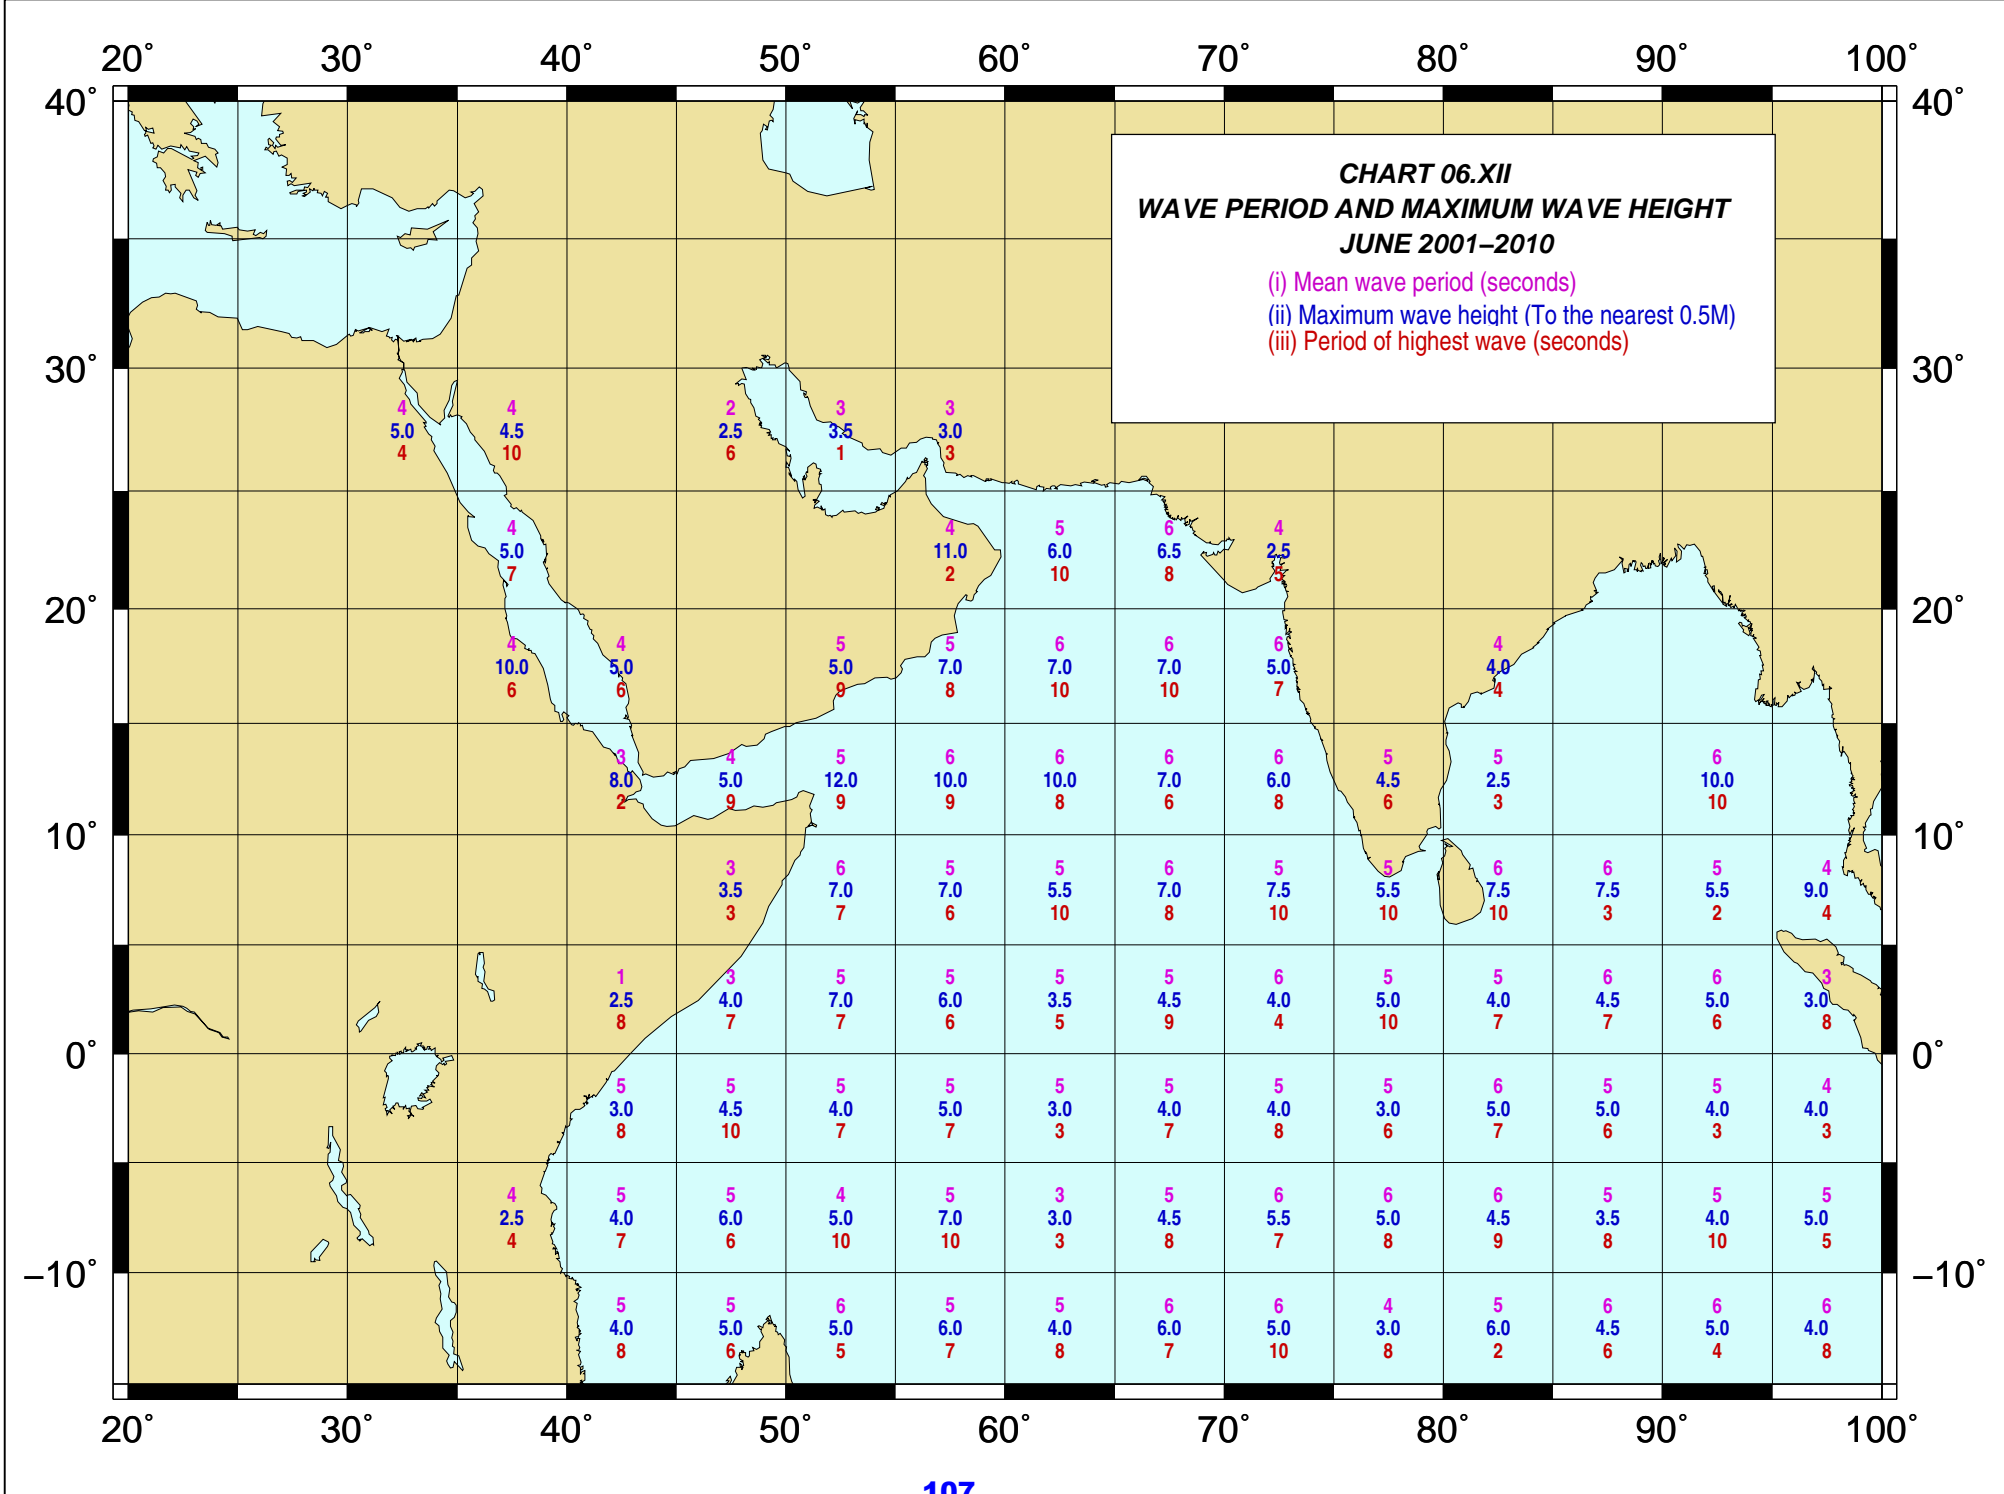 20° 30° 40° 50° 60° 70° 80° 90° 100°
40° 40°
CHART 06.XII
WAVE PERIOD AND MAXIMUM WAVE HEIGHT
JUNE 2001–2010
(i) Mean wave period (seconds)
(ii) Maximum wave height (To the nearest 0.5M)
(iii) Period of highest wave (seconds)
30° 30°
4 4 2 3 3
5.0 4.5 2.5 3.5 3.0
4 10 6 1 3
4 4 5 6 4
5.0 11.0 6.0 6.5 2.5
7 2 10 8 5
20° 20°
4 4 5 5 6 6 6 4
10.0 5.0 5.0 7.0 7.0 7.0 5.0 4.0
6 6 9 8 10 10 7 4
3 4 5 6 6 6 6 5 5 6
8.0 5.0 12.0 10.0 10.0 7.0 6.0 4.5 2.5 10.0
2 9 9 9 8 6 8 6 3 10
10° 10°
3 6 5 5 6 5 5 6 6 5 4
3.5 7.0 7.0 5.5 7.0 7.5 5.5 7.5 7.5 5.5 9.0
3 7 6 10 8 10 10 10 3 2 4
1 3 5 5 5 5 6 5 5 6 6 3
2.5 4.0 7.0 6.0 3.5 4.5 4.0 5.0 4.0 4.5 5.0 3.0
8 7 7 6 5 9 4 10 7 7 6 8
0° 0°
5 5 5 5 5 5 5 5 6 5 5 4
3.0 4.5 4.0 5.0 3.0 4.0 4.0 3.0 5.0 5.0 4.0 4.0
8 10 7 7 3 7 8 6 7 6 3 3
4 5 5 4 5 3 5 6 6 6 5 5 5
2.5 4.0 6.0 5.0 7.0 3.0 4.5 5.5 5.0 4.5 3.5 4.0 5.0
4 7 6 10 10 3 8 7 8 9 8 10 5
–10° –10°
5 5 6 5 5 6 6 4 5 6 6 6
4.0 5.0 5.0 6.0 4.0 6.0 5.0 3.0 6.0 4.5 5.0 4.0
8 6 5 7 8 7 10 8 2 6 4 8
20° 30° 40° 50° 60° 70° 80° 90° 100°
107